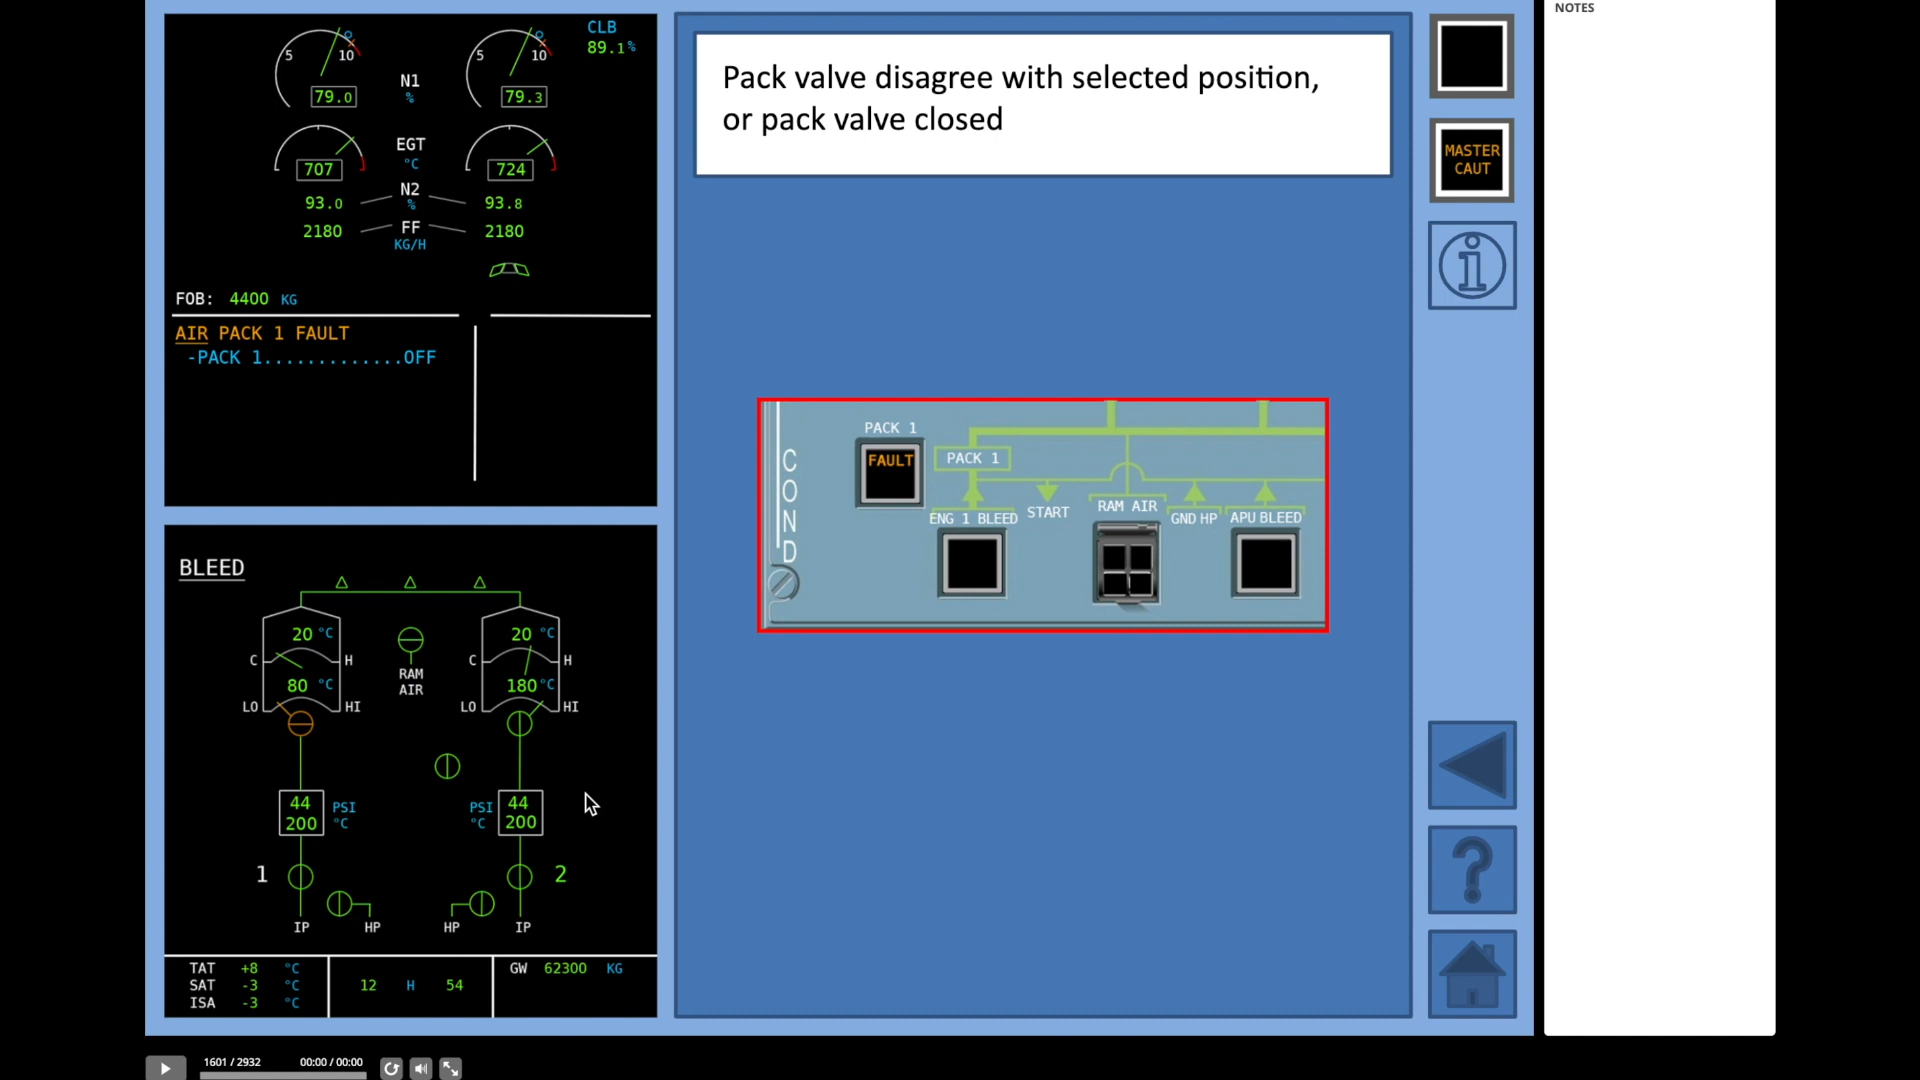 NOTES
CLB
89.1%
5 10
5 10
79.0 N1 % 79.3
707 EGT °C 724
93.0 N2 % 93.8
2180 FF KG/H 2180
FOB: 4400 KG
AIR PACK 1 FAULT
-PACK 1.............OFF
BLEED
20 °C 20 °C
C H C H
80 °C 180 °C
LO HI LO HI
RAM
AIR
44 PSI PSI 44
200 °C °C 200
1 2
IP HP HP IP
TAT +8 °C
SAT -3 °C
ISA -3 °C
12 H 54
GW 62300 KG
Pack valve disagree with selected position,
or pack valve closed
COND
PACK 1
FAULT
PACK 1
ENG 1 BLEED START RAM AIR GND HP APU BLEED
MASTER
CAUT
i
?
1601 / 2932 00:00 / 00:00